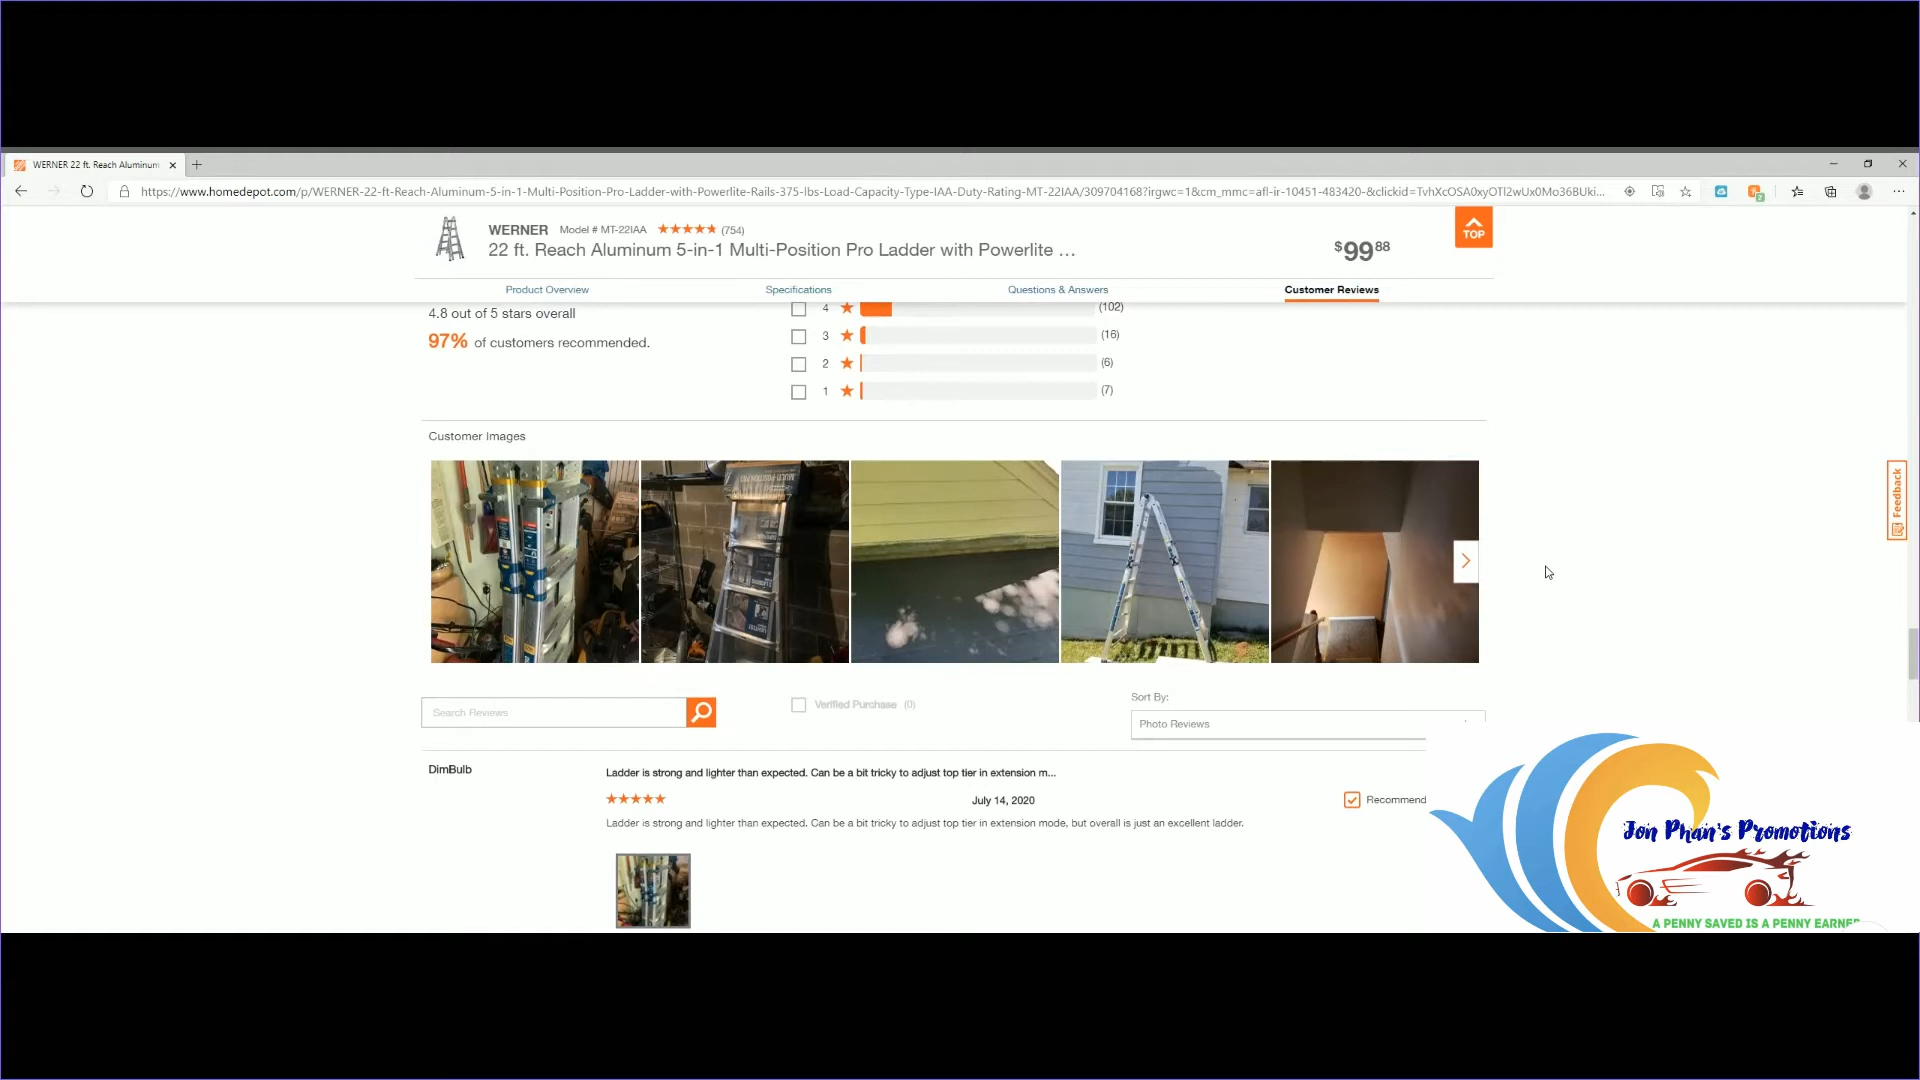 WERNER 22 ft. Reach Aluminum
https://www.homedepot.com/p/WERNER-22-ft-Reach-Aluminum-5-in-1-Multi-Position-Pro-Ladder-with-Powerlite-Rails-375-lbs-Load-Capacity-Type-IAA-Duty-Rating-MT-22IAA/309704168?irgwc=1&cm_mmc=afl-ir-10451-483420-&clickid=TvhXcOSA0xyOTl2wUx0Mo36BUki...
WERNER Model # MT-22IAA (754)
22 ft. Reach Aluminum 5-in-1 Multi-Position Pro Ladder with Powerlite ...
$99 88
TOP
Product Overview Specifications Questions & Answers Customer Reviews
4.8 out of 5 stars overall
97% of customers recommended.
4 (102)
3 (16)
2 (6)
1 (7)
Customer Images
MULTI-POSITION PRO
Feedback
Search Reviews
Verified Purchase (0)
Sort By:
Photo Reviews
DimBulb
Ladder is strong and lighter than expected. Can be a bit tricky to adjust top tier in extension m...
July 14, 2020
Recommend
Ladder is strong and lighter than expected. Can be a bit tricky to adjust top tier in extension mode, but overall is just an excellent ladder.
Jon Phan's Promotions
A PENNY SAVED IS A PENNY EARNED